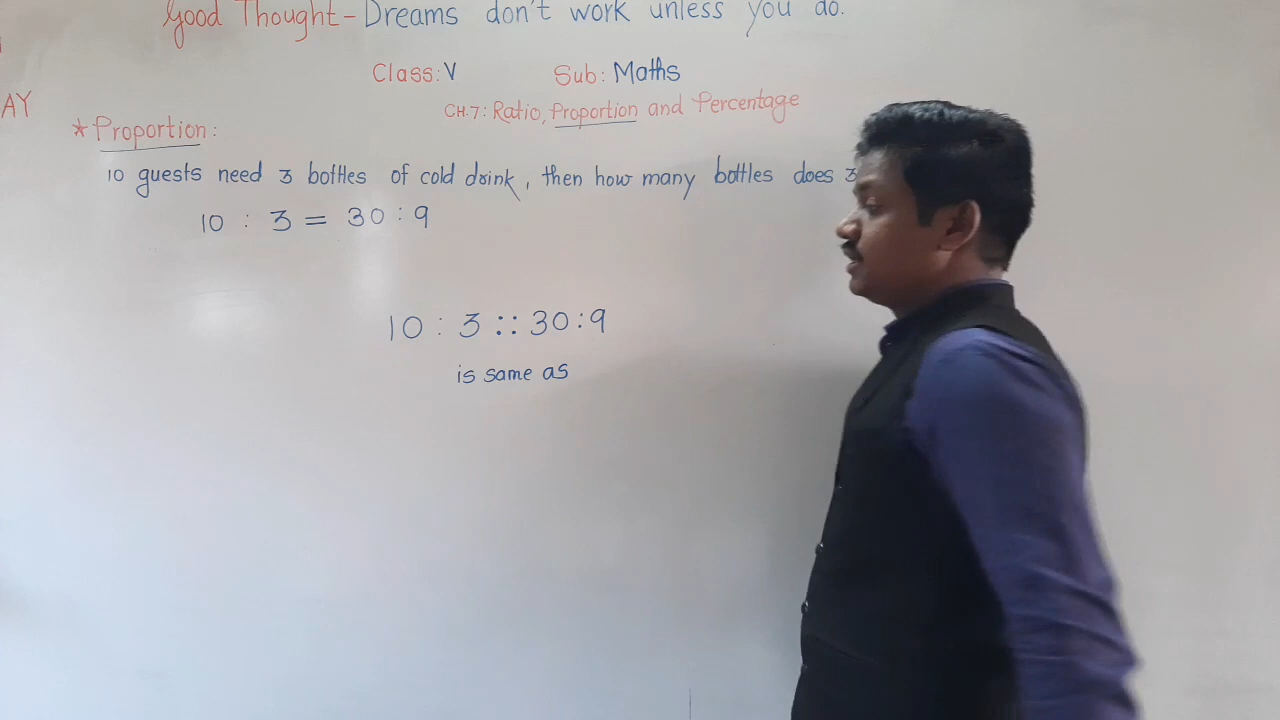 Good Thought - Dreams don't work unless you do.
Class: V Sub: Maths
AY
CH.7: Ratio, Proportion and Percentage
* Proportion:
10 guests need 3 bottles of cold drink, then how many bottles does 3
10 : 3 = 30 : 9
10 : 3 :: 30 : 9
is same as